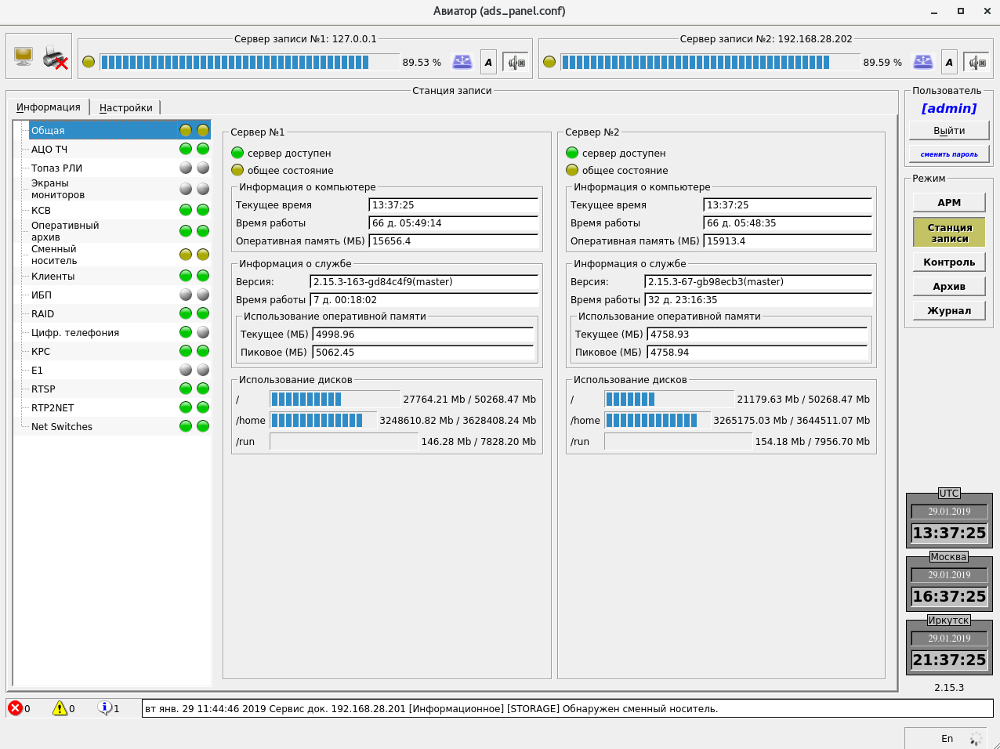 Авиатор (ads_panel.conf)
Сервер записи №1: 127.0.0.1
89.53 %
A
Сервер записи №2: 192.168.28.202
89.59 %
A
Станция записи
Информация
Настройки
Общая
АЦО ТЧ
Топаз РЛИ
Экраны
мониторов
КСВ
Оперативный
архив
Сменный
носитель
Клиенты
ИБП
RAID
Цифр. телефония
КРС
E1
RTSP
RTP2NET
Net Switches
Сервер №1
сервер доступен
общее состояние
Информация о компьютере
Текущее время 13:37:25
Время работы 66 д. 05:49:14
Оперативная память (МБ) 15656.4
Информация о службе
Версия: 2.15.3-163-gd84c4f9(master)
Время работы 7 д. 00:18:02
Использование оперативной памяти
Текущее (МБ) 4998.96
Пиковое (МБ) 5062.45
Использование дисков
/ 27764.21 Mb / 50268.47 Mb
/home 3248610.82 Mb / 3628408.24 Mb
/run 146.28 Mb / 7828.20 Mb
Сервер №2
сервер доступен
общее состояние
Информация о компьютере
Текущее время 13:37:25
Время работы 66 д. 05:48:35
Оперативная память (МБ) 15913.4
Информация о службе
Версия: 2.15.3-67-gb98ecb3(master)
Время работы 32 д. 23:16:35
Использование оперативной памяти
Текущее (МБ) 4758.93
Пиковое (МБ) 4758.94
Использование дисков
/ 21179.63 Mb / 50268.47 Mb
/home 3265175.03 Mb / 3644511.07 Mb
/run 154.18 Mb / 7956.70 Mb
Пользователь
[admin]
Выйти
сменить пароль
Режим
АРМ
Станция
записи
Контроль
Архив
Журнал
UTC
29.01.2019
13:37:25
Москва
29.01.2019
16:37:25
Иркутск
29.01.2019
21:37:25
2.15.3
0
0
1
вт янв. 29 11:44:46 2019 Сервис док. 192.168.28.201 [Информационное] [STORAGE] Обнаружен сменный носитель.
En